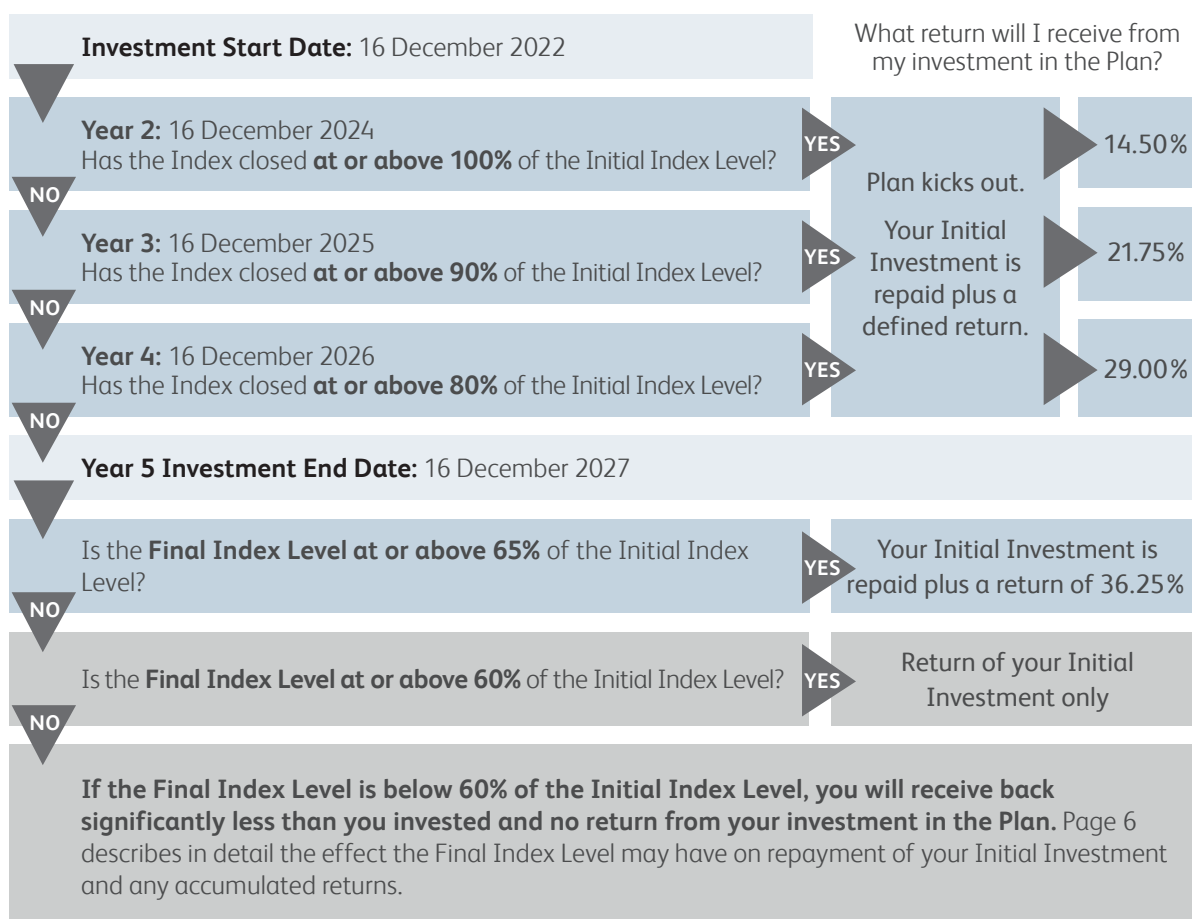 Investment Start Date: 16 December 2022
What return will I receive from
my investment in the Plan?
Year 2: 16 December 2024
Has the Index closed at or above 100% of the Initial Index Level?
YES
14.50%
NO
Plan kicks out.
Your Initial
Investment is
repaid plus a
defined return.
Year 3: 16 December 2025
Has the Index closed at or above 90% of the Initial Index Level?
YES
21.75%
NO
Year 4: 16 December 2026
Has the Index closed at or above 80% of the Initial Index Level?
YES
29.00%
NO
Year 5 Investment End Date: 16 December 2027
Is the Final Index Level at or above 65% of the Initial Index
Level?
YES
Your Initial Investment is
repaid plus a return of 36.25%
NO
Is the Final Index Level at or above 60% of the Initial Index Level?
YES
Return of your Initial
Investment only
NO
If the Final Index Level is below 60% of the Initial Index Level, you will receive back
significantly less than you invested and no return from your investment in the Plan. Page 6
describes in detail the effect the Final Index Level may have on repayment of your Initial Investment
and any accumulated returns.